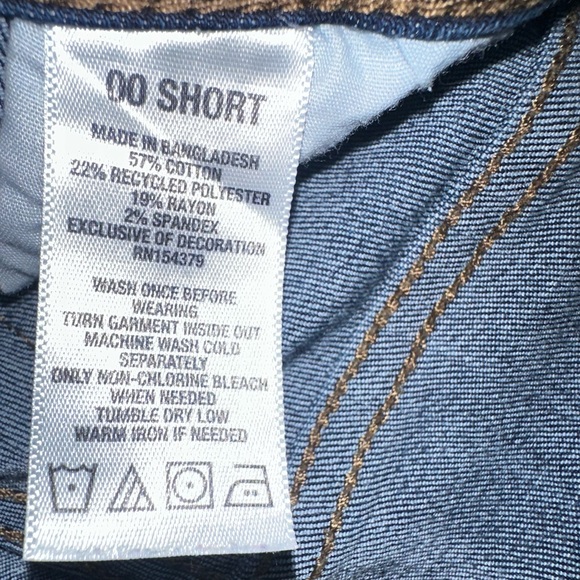 00 SHORT
MADE IN BANGLADESH
57% COTTON
22% RECYCLED POLYESTER
19% RAYON
2% SPANDEX
EXCLUSIVE OF DECORATION
RN154379
WASH ONCE BEFORE
WEARING
TURN GARMENT INSIDE OUT
MACHINE WASH COLD
SEPARATELY
ONLY NON-CHLORINE BLEACH
WHEN NEEDED
TUMBLE DRY LOW
WARM IRON IF NEEDED